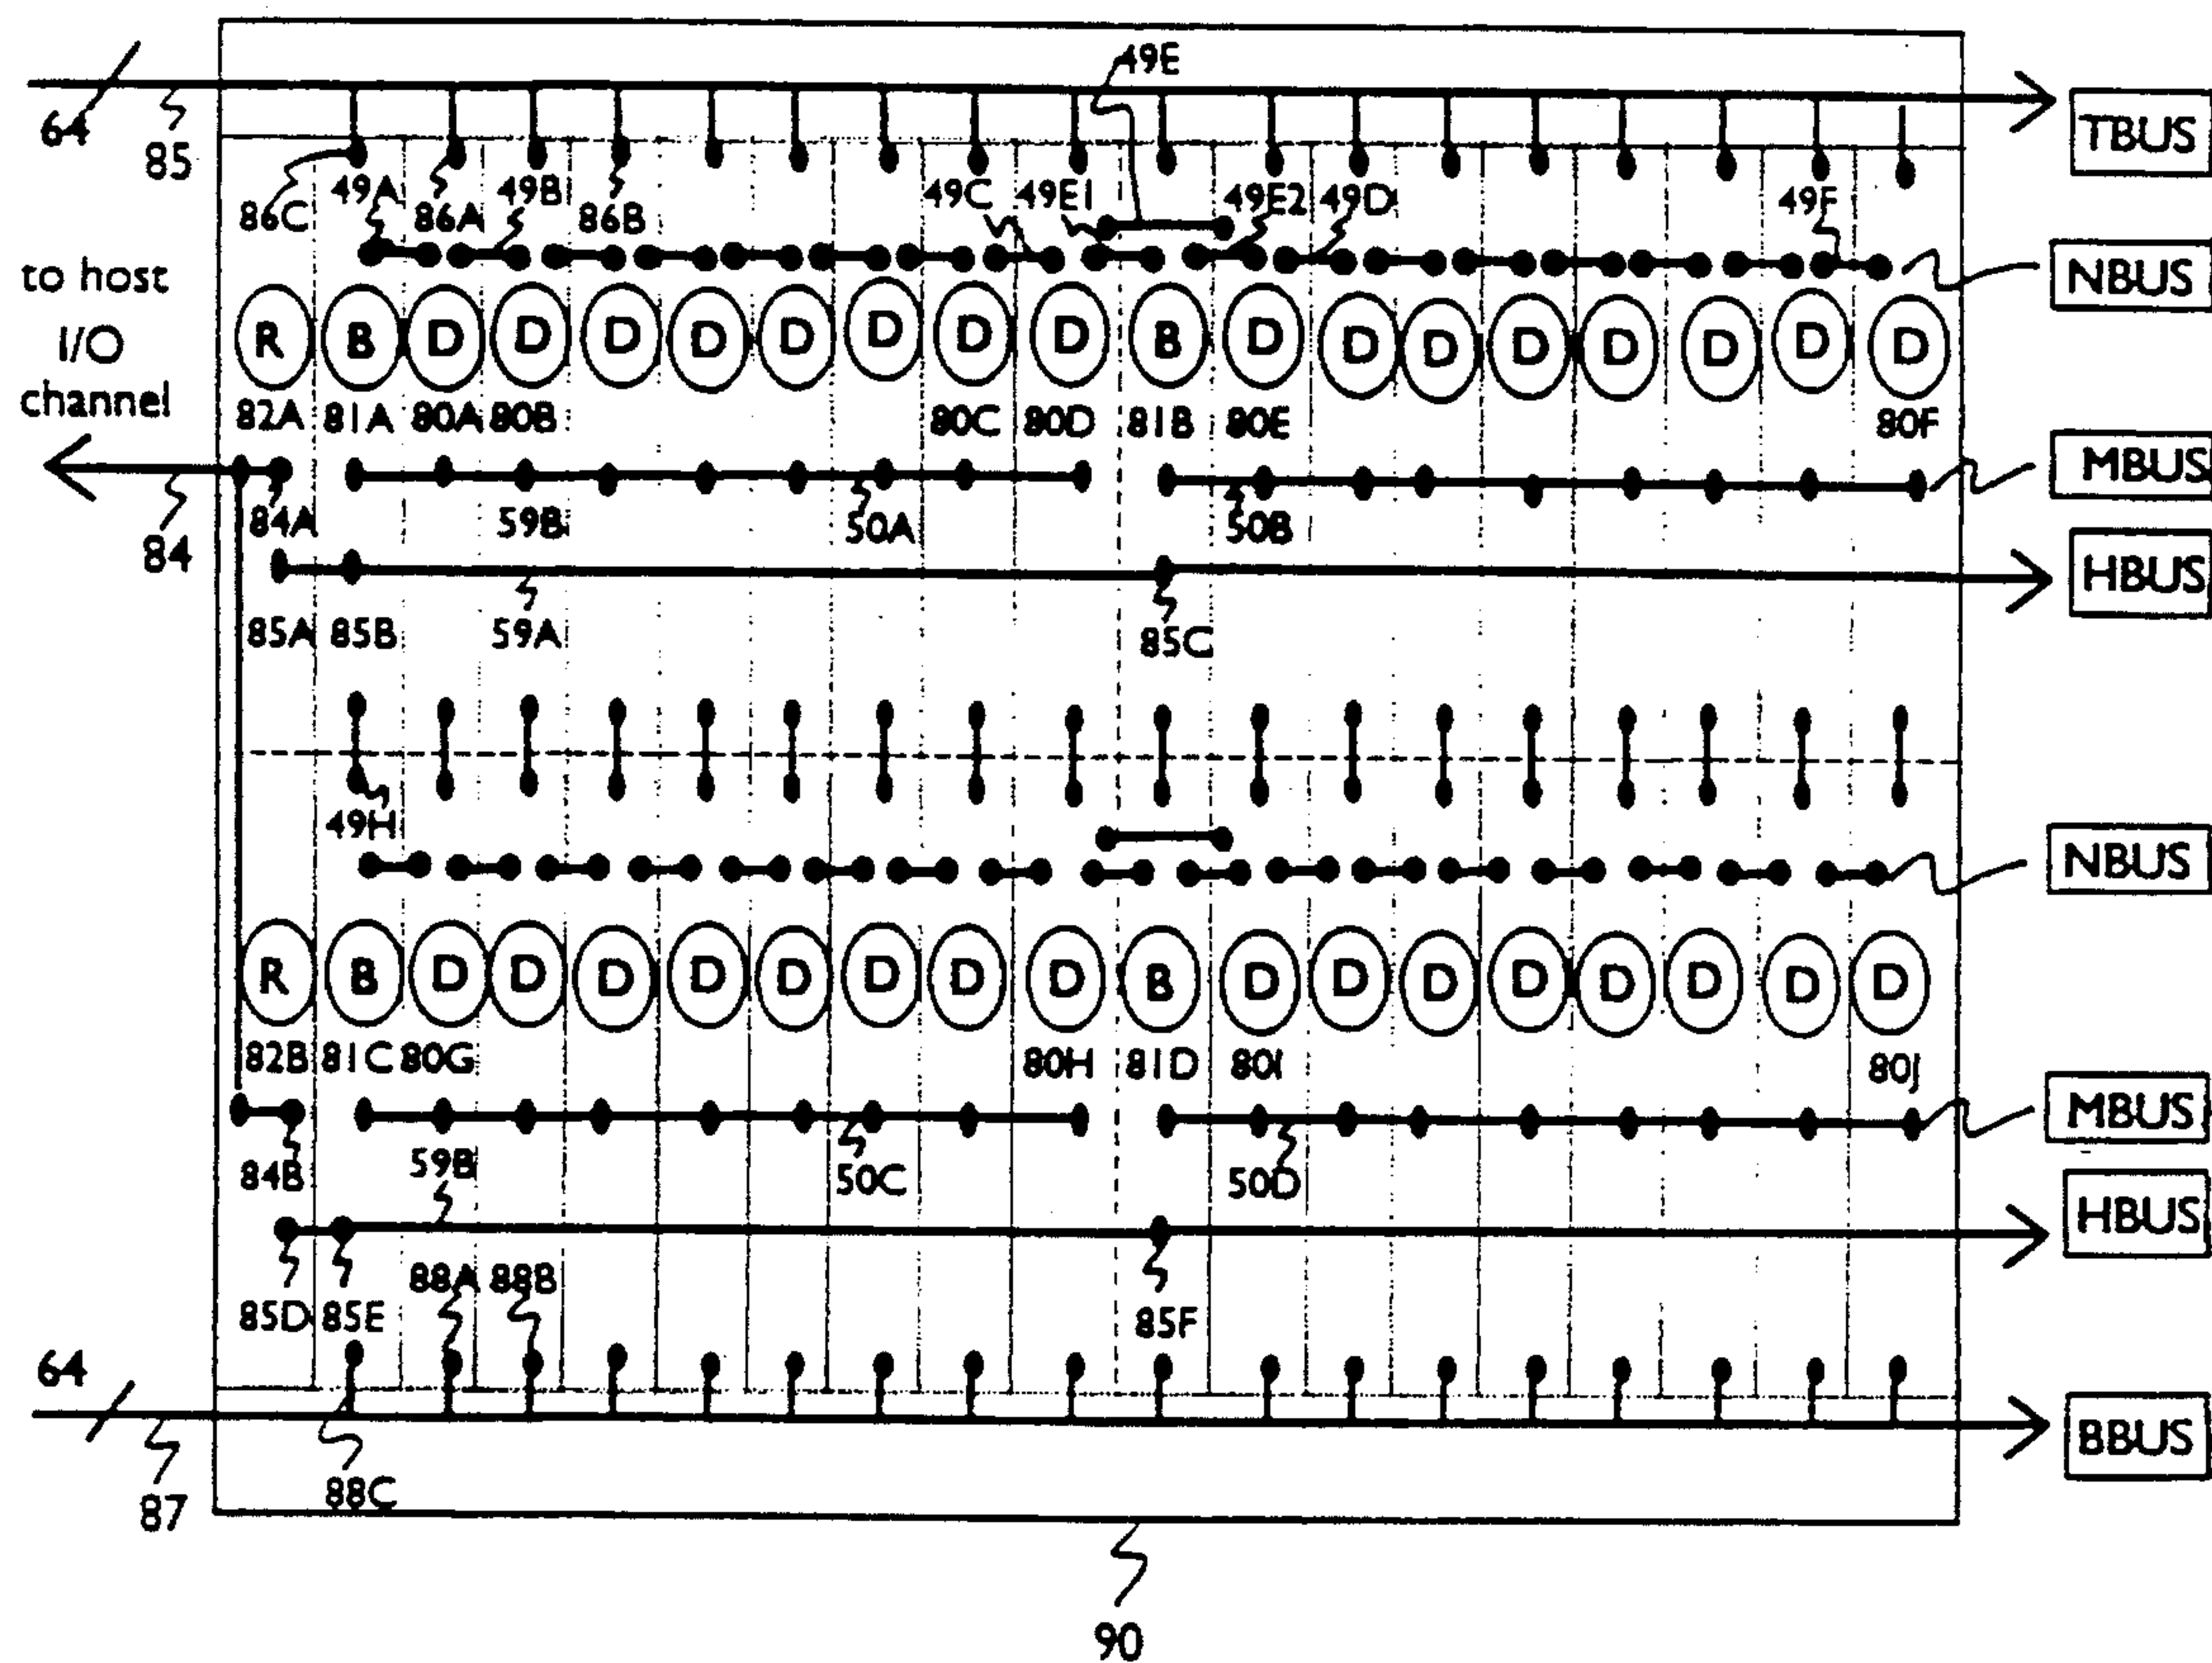 49E
64
85
TBUS
86C
49A
86A
49B
86B
49C
49E1
49E2
49D
49F
to host
I/O
channel
NBUS
R B D D D D D D D D B D D D D D D D D
82A 81A 80A 80B 80C 80D 81B 80E 80F
MBUS
84A 59B 50A 50B
84
HBUS
85A 85B 59A 85C
49H
NBUS
R B D D D D D D D D B D D D D D D D D
82B 81C 80G 80H 81D 80I 80J
MBUS
84B 59B 50C 50D
HBUS
88A 88B
85D 85E 85F
64
BBUS
88C
87
90